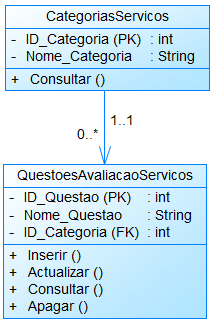 CategoriasServicos
- ID_Categoria (PK) : int
- Nome_Categoria : String
+ Consultar ()
1..1
0..*
QuestoesAvaliacaoServicos
- ID_Questao (PK) : int
- Nome_Questao : String
- ID_Categoria (FK) : int
+ Inserir ()
+ Actualizar ()
+ Consultar ()
+ Apagar ()